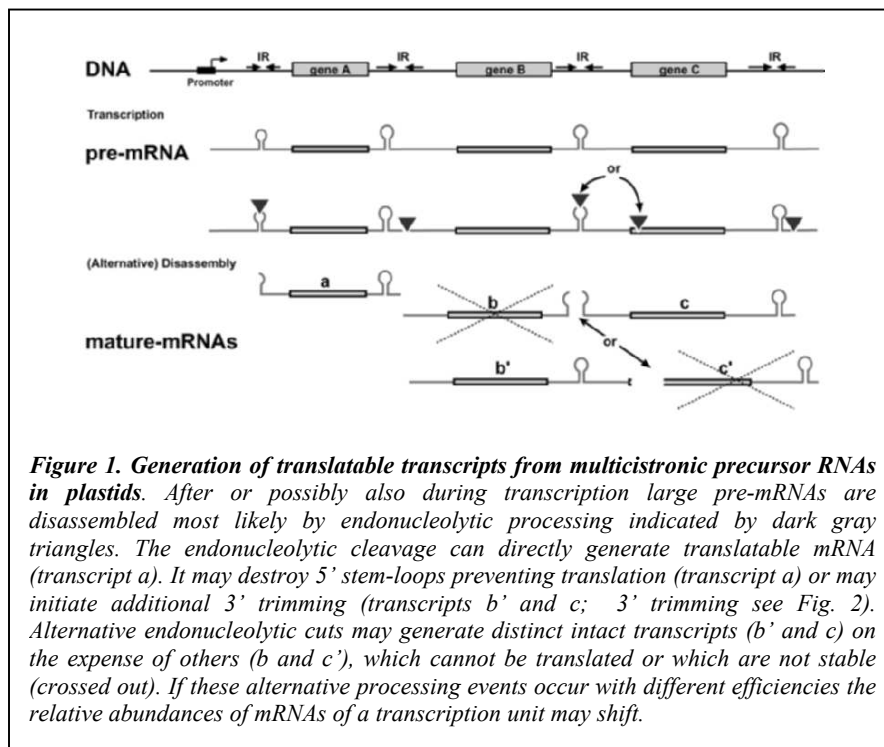 IR IR IR IR
DNA gene A gene B gene C
Promoter
Transcription
pre-mRNA
or
(Alternative) Disassembly
a
b c
mature-mRNAs
or
b' c'
Figure 1. Generation of translatable transcripts from multicistronic precursor RNAs
in plastids. After or possibly also during transcription large pre-mRNAs are
disassembled most likely by endonucleolytic processing indicated by dark gray
triangles. The endonucleolytic cleavage can directly generate translatable mRNA
(transcript a). It may destroy 5’ stem-loops preventing translation (transcript a) or may
initiate additional 3’ trimming (transcripts b’ and c; 3’ trimming see Fig. 2).
Alternative endonucleolytic cuts may generate distinct intact transcripts (b’ and c) on
the expense of others (b and c’), which cannot be translated or which are not stable
(crossed out). If these alternative processing events occur with different efficiencies the
relative abundances of mRNAs of a transcription unit may shift.